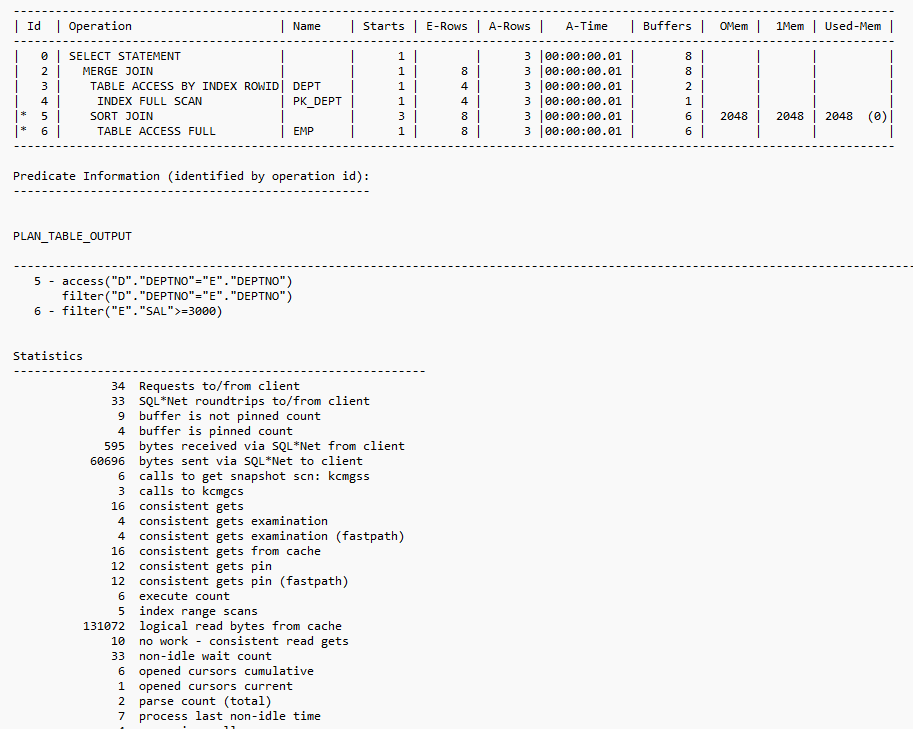 ---------------------------------------------------------------------------------------------------------------------------
| Id  | Operation                    | Name    | Starts | E-Rows | A-Rows |   A-Time   | Buffers |  OMem |  1Mem | Used-Mem |
---------------------------------------------------------------------------------------------------------------------------
|   0 | SELECT STATEMENT             |         |      1 |        |      3 |00:00:00.01 |       8 |       |       |          |
|   2 |  MERGE JOIN                  |         |      1 |      8 |      3 |00:00:00.01 |       8 |       |       |          |
|   3 |   TABLE ACCESS BY INDEX ROWID| DEPT    |      1 |      4 |      3 |00:00:00.01 |       2 |       |       |          |
|   4 |    INDEX FULL SCAN           | PK_DEPT |      1 |      4 |      3 |00:00:00.01 |       1 |       |       |          |
|*  5 |   SORT JOIN                  |         |      3 |      8 |      3 |00:00:00.01 |       6 |  2048 |  2048 | 2048  (0)|
|*  6 |    TABLE ACCESS FULL         | EMP     |      1 |      8 |      3 |00:00:00.01 |       6 |       |       |          |
---------------------------------------------------------------------------------------------------------------------------
Predicate Information (identified by operation id):
---------------------------------------------------
PLAN_TABLE_OUTPUT
---------------------------------------------------------------------------------------------------------------------------
5 - access("D"."DEPTNO"="E"."DEPTNO")
filter("D"."DEPTNO"="E"."DEPTNO")
6 - filter("E"."SAL">=3000)
Statistics
-----------------------------------------------------------
34  Requests to/from client
33  SQL*Net roundtrips to/from client
9  buffer is not pinned count
4  buffer is pinned count
595  bytes received via SQL*Net from client
60696  bytes sent via SQL*Net to client
6  calls to get snapshot scn: kcmgss
3  calls to kcmgcs
16  consistent gets
4  consistent gets examination
4  consistent gets examination (fastpath)
16  consistent gets from cache
12  consistent gets pin
12  consistent gets pin (fastpath)
6  execute count
5  index range scans
131072  logical read bytes from cache
10  no work - consistent read gets
33  non-idle wait count
6  opened cursors cumulative
1  opened cursors current
2  parse count (total)
7  process last non-idle time